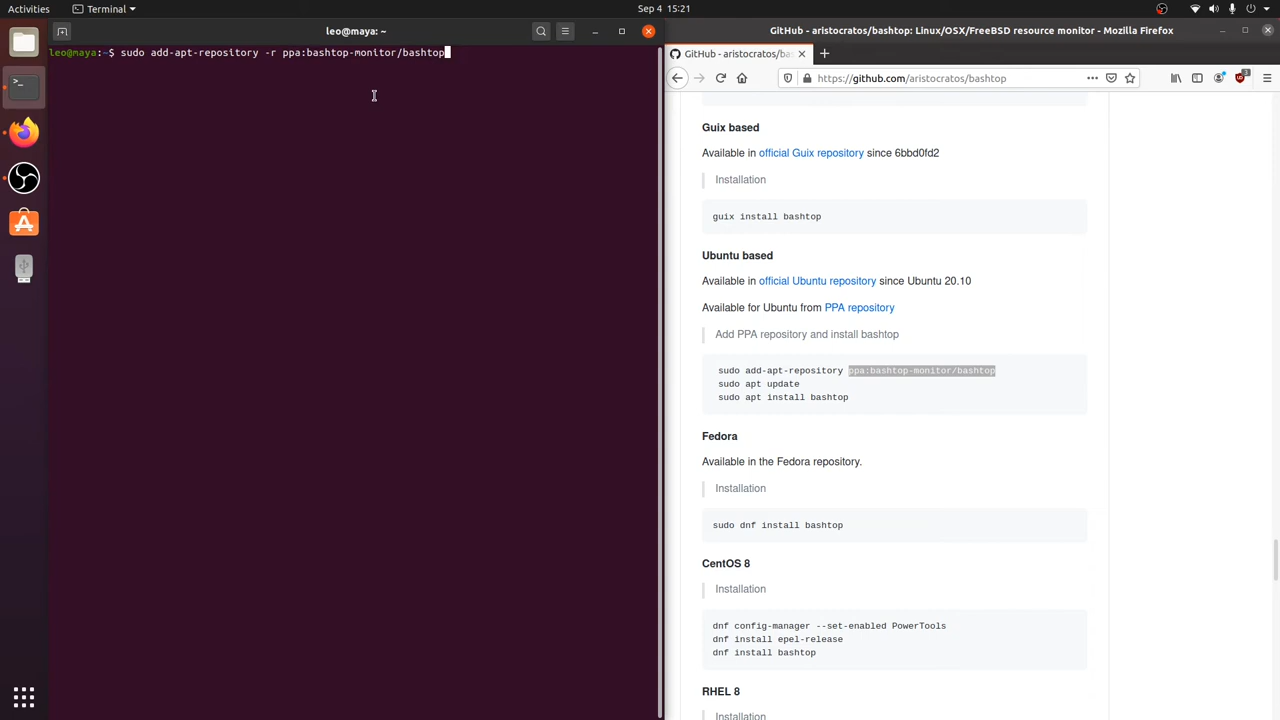 Activities
Terminal
Sep 4 15:21
leo@maya: ~
leo@maya:~$ sudo add-apt-repository -r ppa:bashtop-monitor/bashtop
GitHub - aristocratos/bashtop: Linux/OSX/FreeBSD resource monitor - Mozilla Firefox
GitHub - aristocratos/bas
https://github.com/aristocratos/bashtop
Guix based
Available in official Guix repository since 6bbd0fd2
Installation
guix install bashtop
Ubuntu based
Available in official Ubuntu repository since Ubuntu 20.10
Available for Ubuntu from PPA repository
Add PPA repository and install bashtop
sudo add-apt-repository ppa:bashtop-monitor/bashtop
sudo apt update
sudo apt install bashtop
Fedora
Available in the Fedora repository.
Installation
sudo dnf install bashtop
CentOS 8
Installation
dnf config-manager --set-enabled PowerTools
dnf install epel-release
dnf install bashtop
RHEL 8
Installation